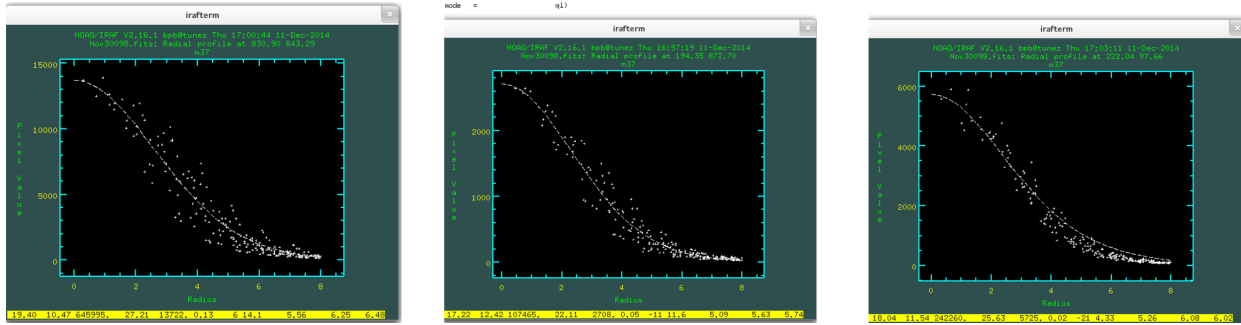 mode = ql)
irafterm
NOAO/IRAF V2.16.1 bpb@tunez Thu 17:00:44 11-Dec-2014
Nov30098.fits: Radial profile at 830.90 843.29
m37
15000
10000
5000
0
Pixel Value
0 2 4 6 8
Radius
19.40 10.47 645995. 27.21 13722. 0.13 6 14.1 5.56 6.25 6.48
irafterm
NOAO/IRAF V2.16.1 bpb@tunez Thu 16:57:19 11-Dec-2014
Nov30098.fits: Radial profile at 194.35 872.70
m37
2000
1000
0
Pixel Value
0 2 4 6 8
Radius
17.22 12.42 107465. 22.11 2708. 0.05 -11 11.6 5.09 5.63 5.74
irafterm
NOAO/IRAF V2.16.1 bpb@tunez Thu 17:03:11 11-Dec-2014
Nov30098.fits: Radial profile at 222.04 97.66
m37
6000
4000
2000
0
Pixel Value
0 2 4 6 8
Radius
18.04 11.54 242260. 25.63 5725. 0.02 -21 4.33 5.26 6.08 6.02